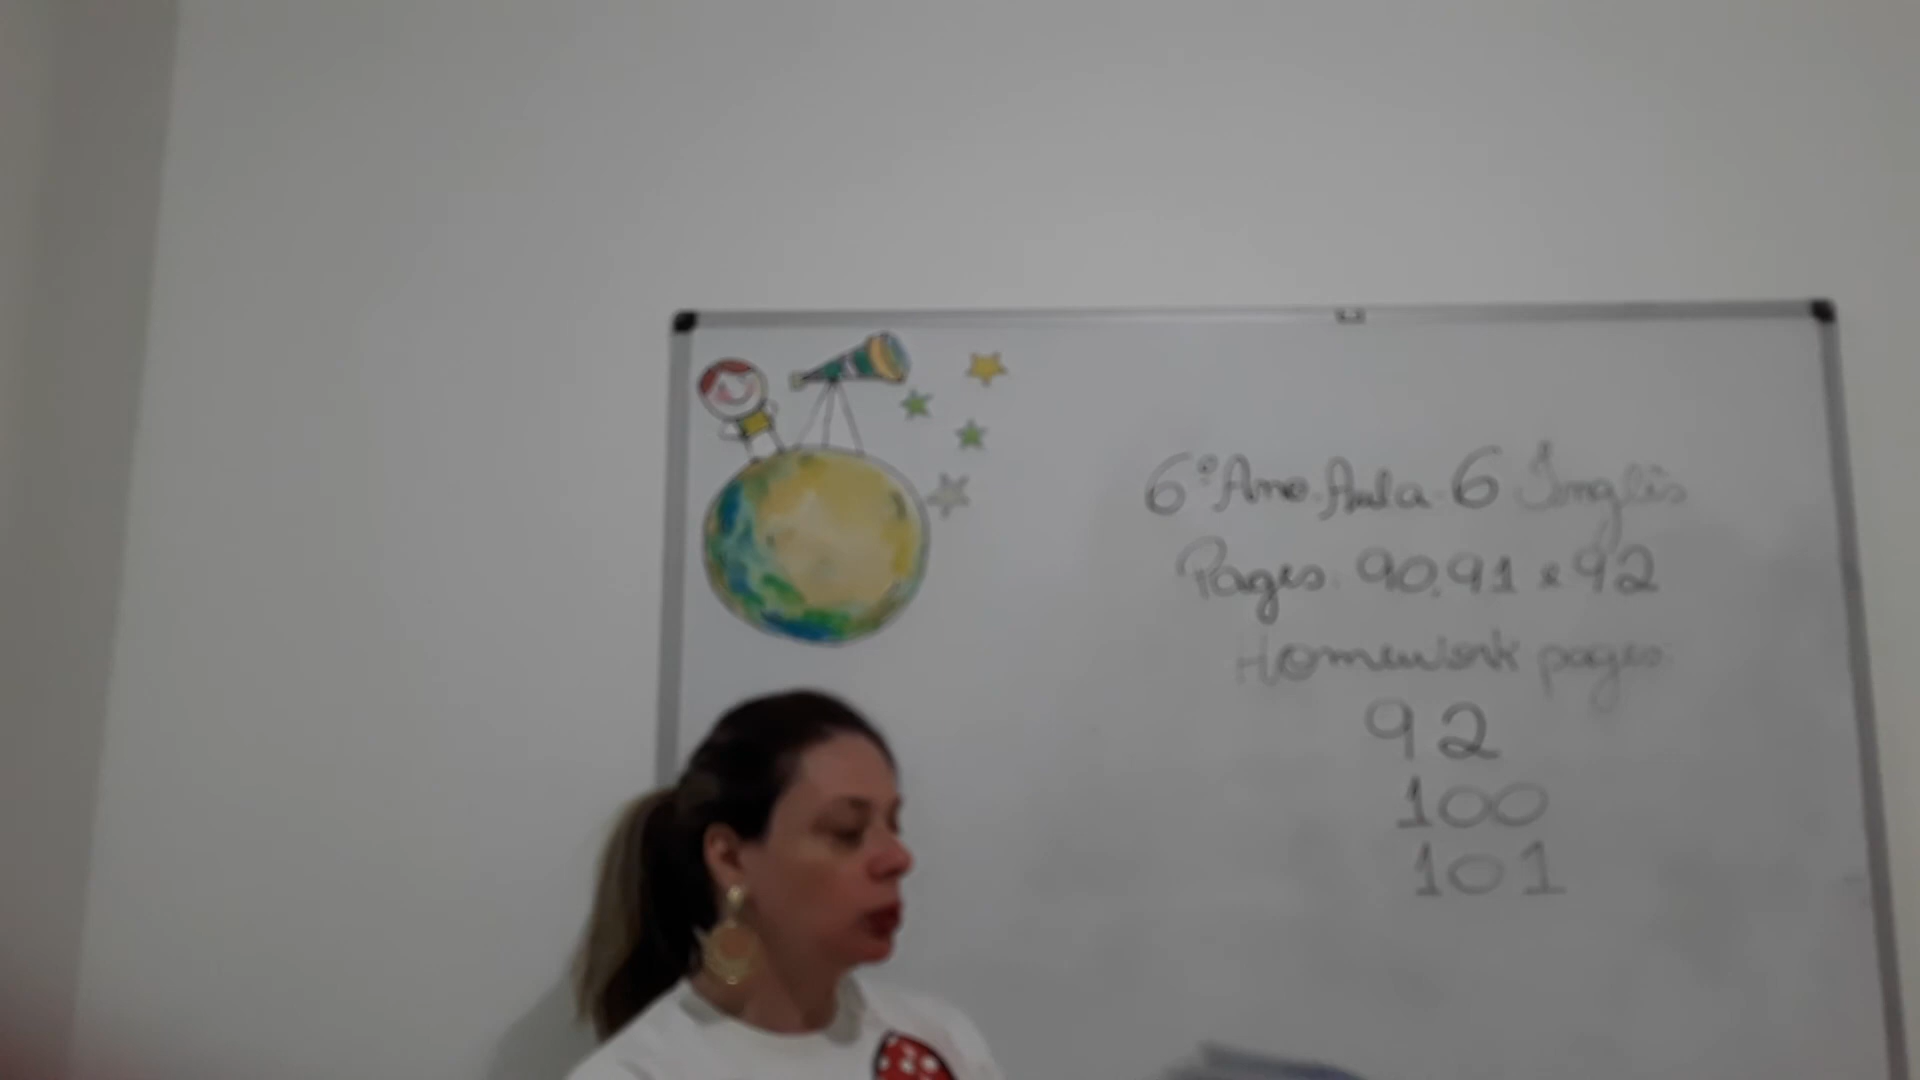 6º Ano Aula 6 Inglês
Pages: 90, 91 e 92
Homework pages:
92
100
101